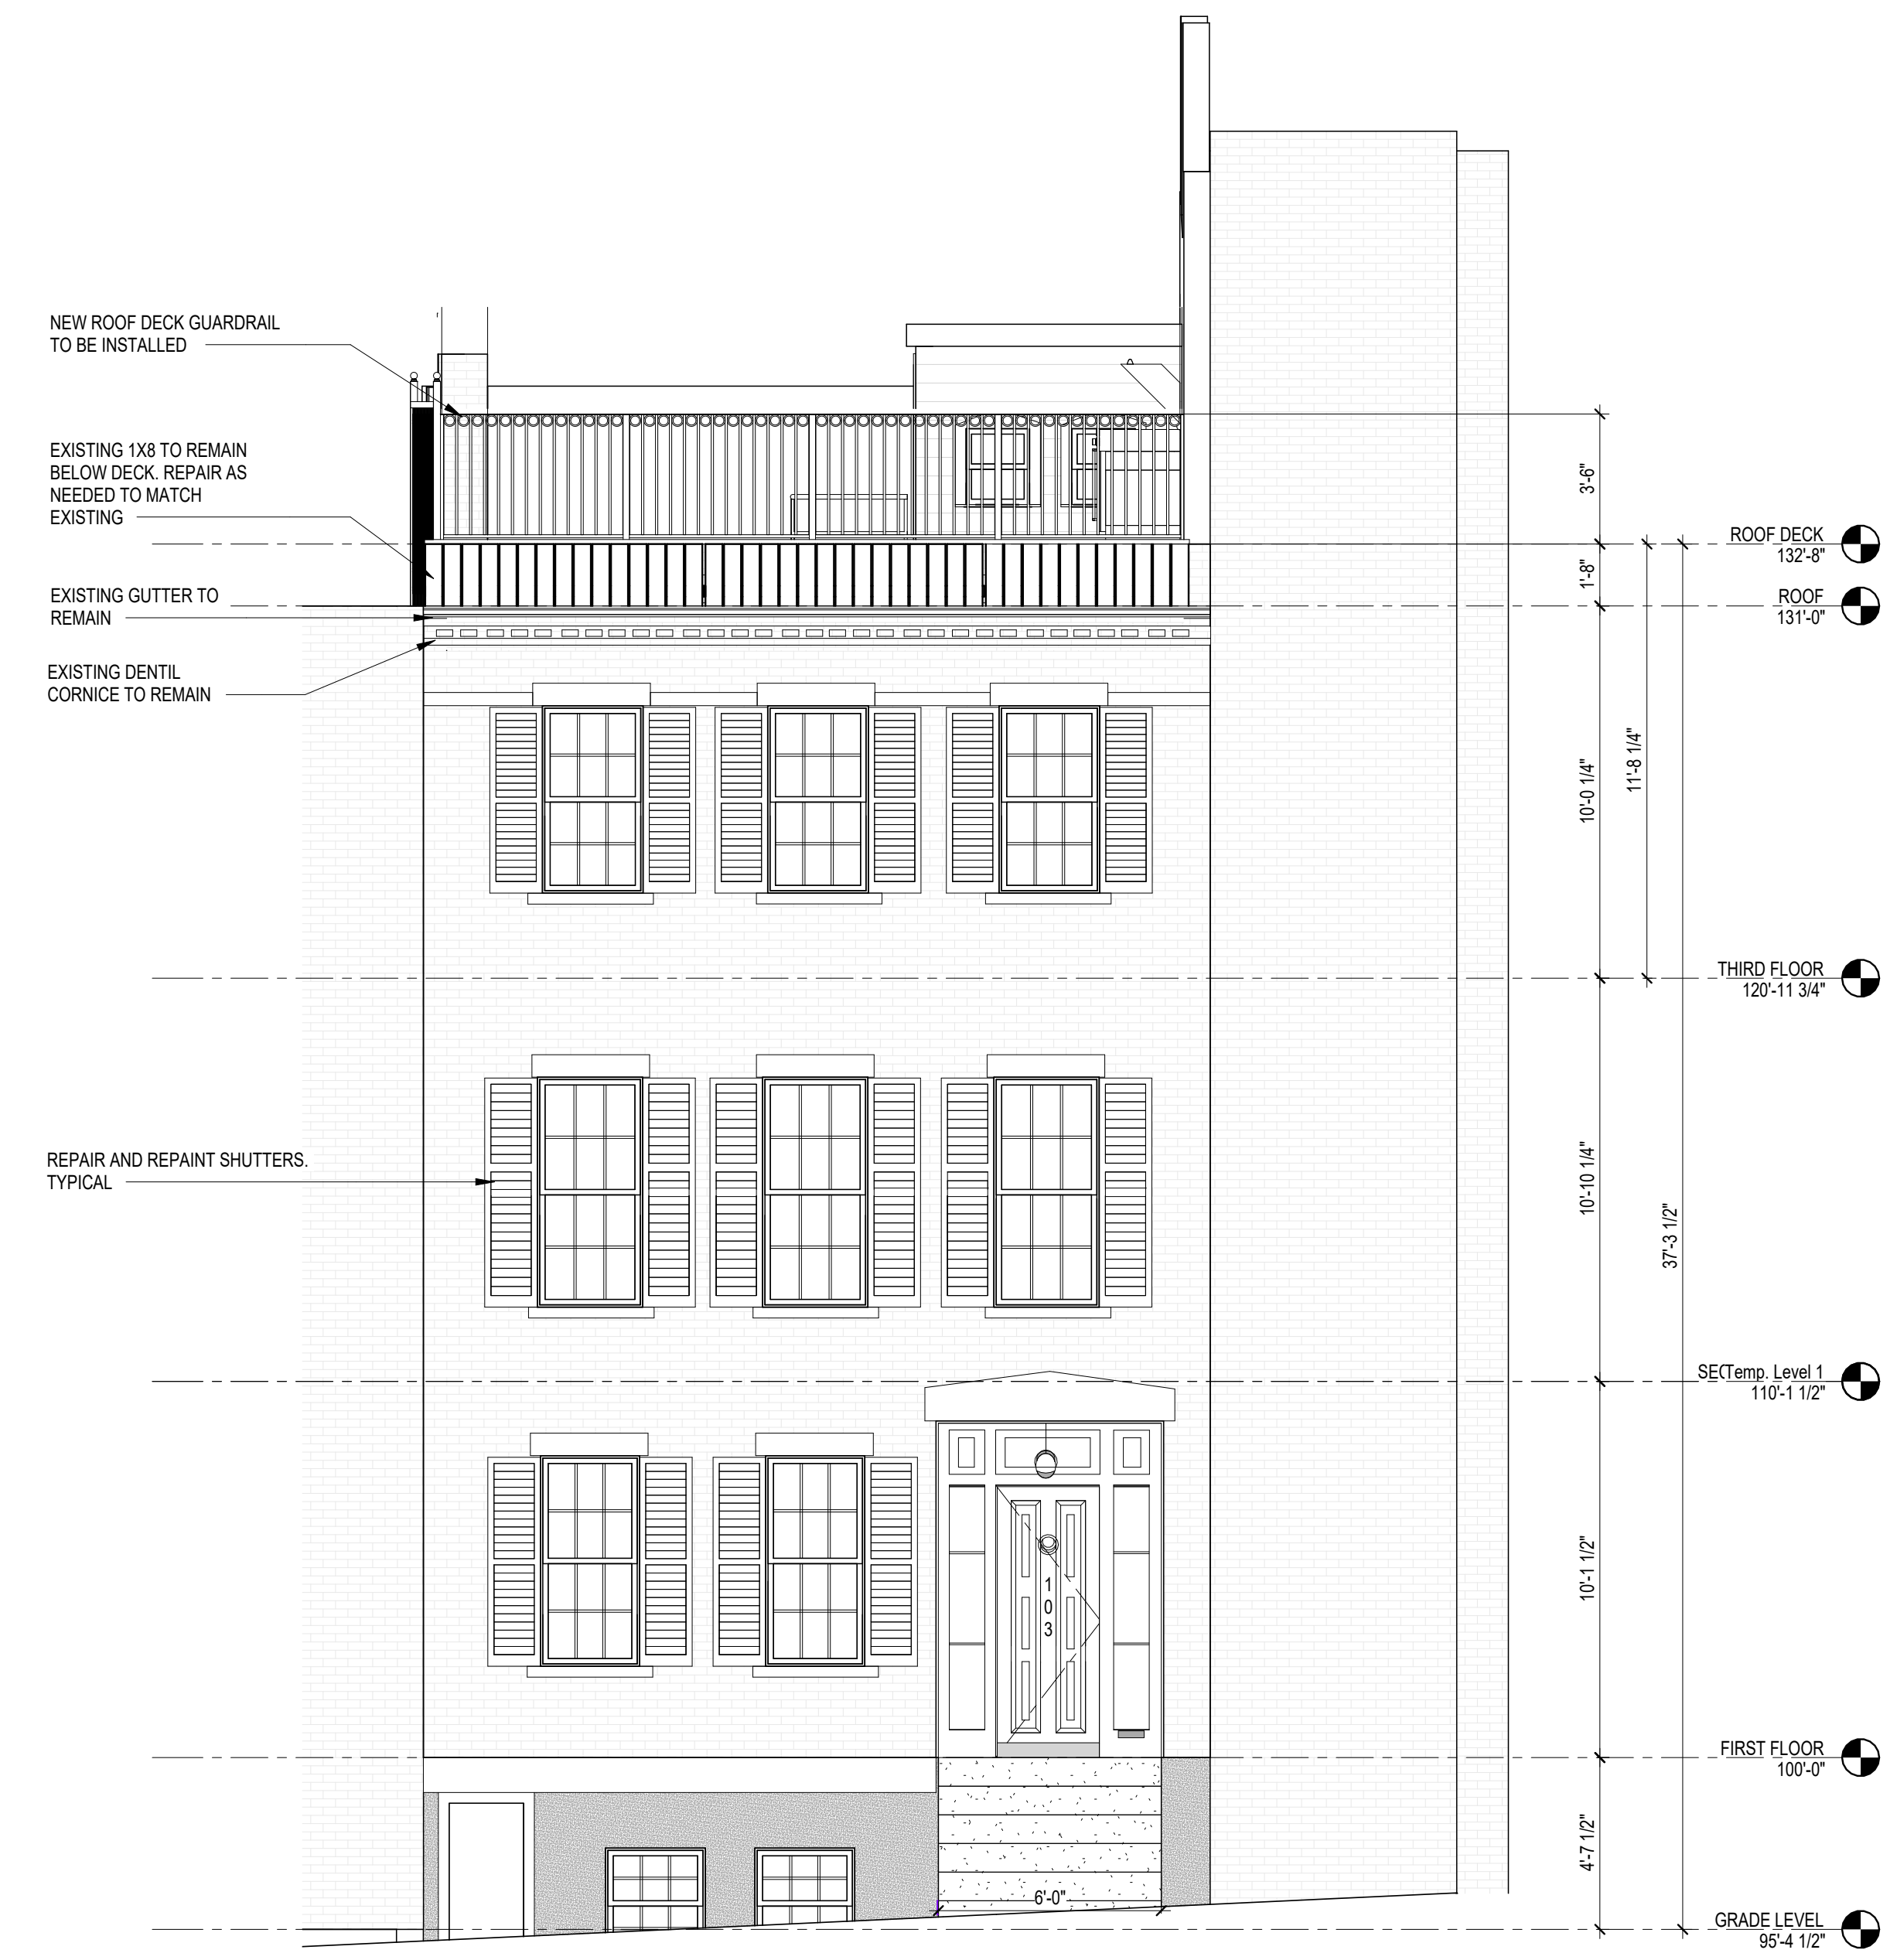 NEW ROOF DECK GUARDRAIL
TO BE INSTALLED
EXISTING 1X8 TO REMAIN
BELOW DECK. REPAIR AS
NEEDED TO MATCH
EXISTING
EXISTING GUTTER TO
REMAIN
EXISTING DENTIL
CORNICE TO REMAIN
REPAIR AND REPAINT SHUTTERS.
TYPICAL
1
0
3
6'-0"
3'-6"
1'-8"
10'-0 1/4"
11'-8 1/4"
10'-10 1/4"
37'-3 1/2"
10'-1 1/2"
4'-7 1/2"
ROOF DECK
132'-8"
ROOF
131'-0"
THIRD FLOOR
120'-11 3/4"
Temp. Level 1
110'-1 1/2"
FIRST FLOOR
100'-0"
GRADE LEVEL
95'-4 1/2"